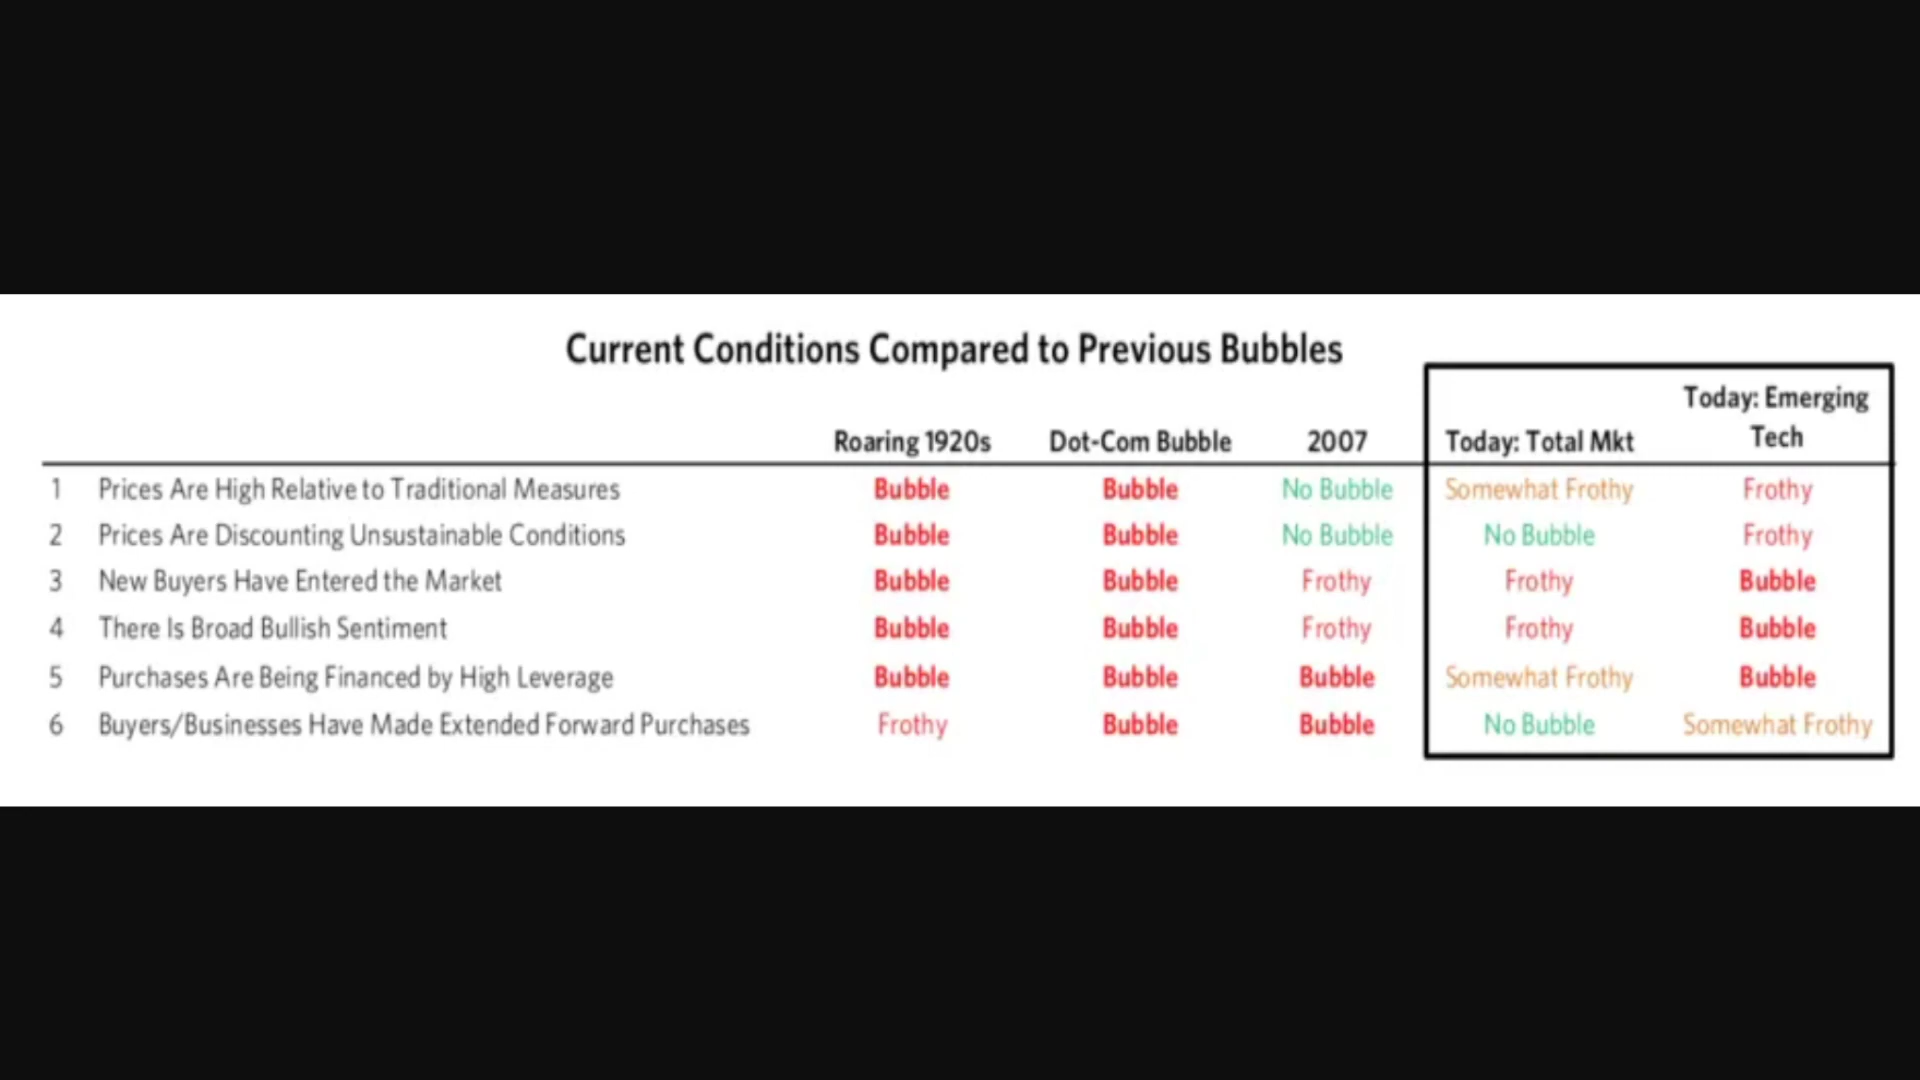 Current Conditions Compared to Previous Bubbles
Roaring 1920s Dot-Com Bubble 2007 Today: Total Mkt Today: Emerging Tech
1 Prices Are High Relative to Traditional Measures Bubble Bubble No Bubble Somewhat Frothy Frothy
2 Prices Are Discounting Unsustainable Conditions Bubble Bubble No Bubble No Bubble Frothy
3 New Buyers Have Entered the Market Bubble Bubble Frothy Frothy Bubble
4 There Is Broad Bullish Sentiment Bubble Bubble Frothy Frothy Bubble
5 Purchases Are Being Financed by High Leverage Bubble Bubble Bubble Somewhat Frothy Bubble
6 Buyers/Businesses Have Made Extended Forward Purchases Frothy Bubble Bubble No Bubble Somewhat Frothy